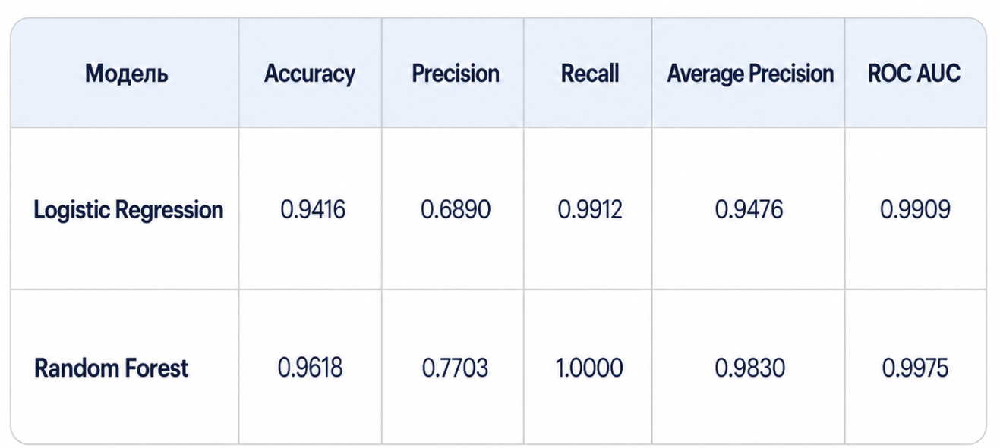 Модель Accuracy Precision Recall Average Precision ROC AUC
Logistic Regression 0.9416 0.6890 0.9912 0.9476 0.9909
Random Forest 0.9618 0.7703 1.0000 0.9830 0.9975